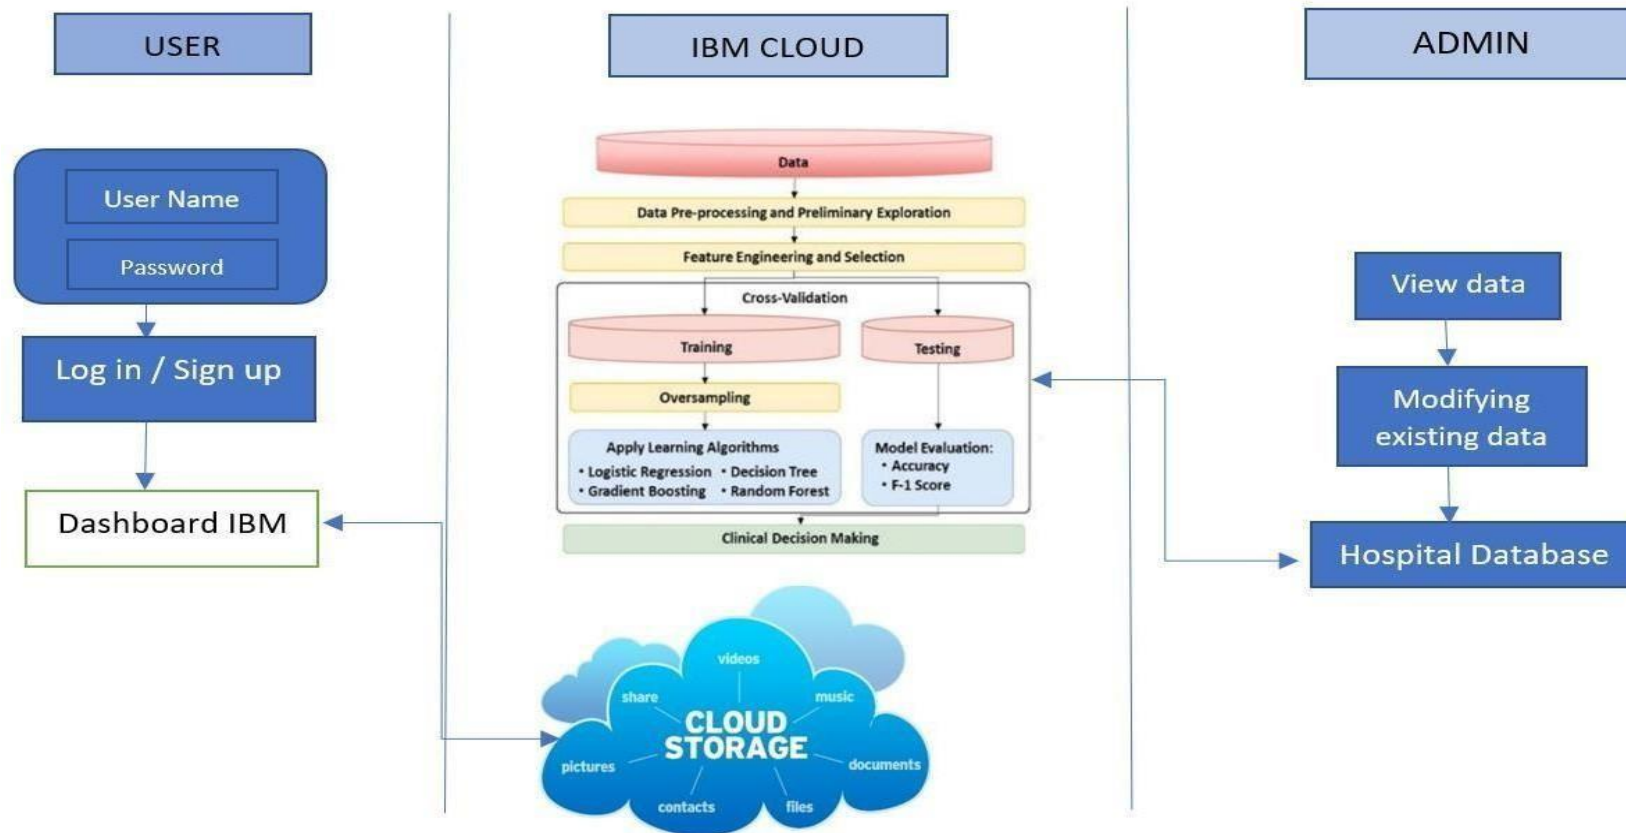 USER
User Name
Password
Log in / Sign up
Dashboard IBM
IBM CLOUD
Data
Data Pre-processing and Preliminary Exploration
Feature Engineering and Selection
Cross-Validation
Training
Testing
Oversampling
Apply Learning Algorithms
• Logistic Regression • Decision Tree
• Gradient Boosting • Random Forest
Model Evaluation:
• Accuracy
• F-1 Score
Clinical Decision Making
videos
share
music
CLOUD
STORAGE
pictures
documents
contacts
files
ADMIN
View data
Modifying
existing data
Hospital Database